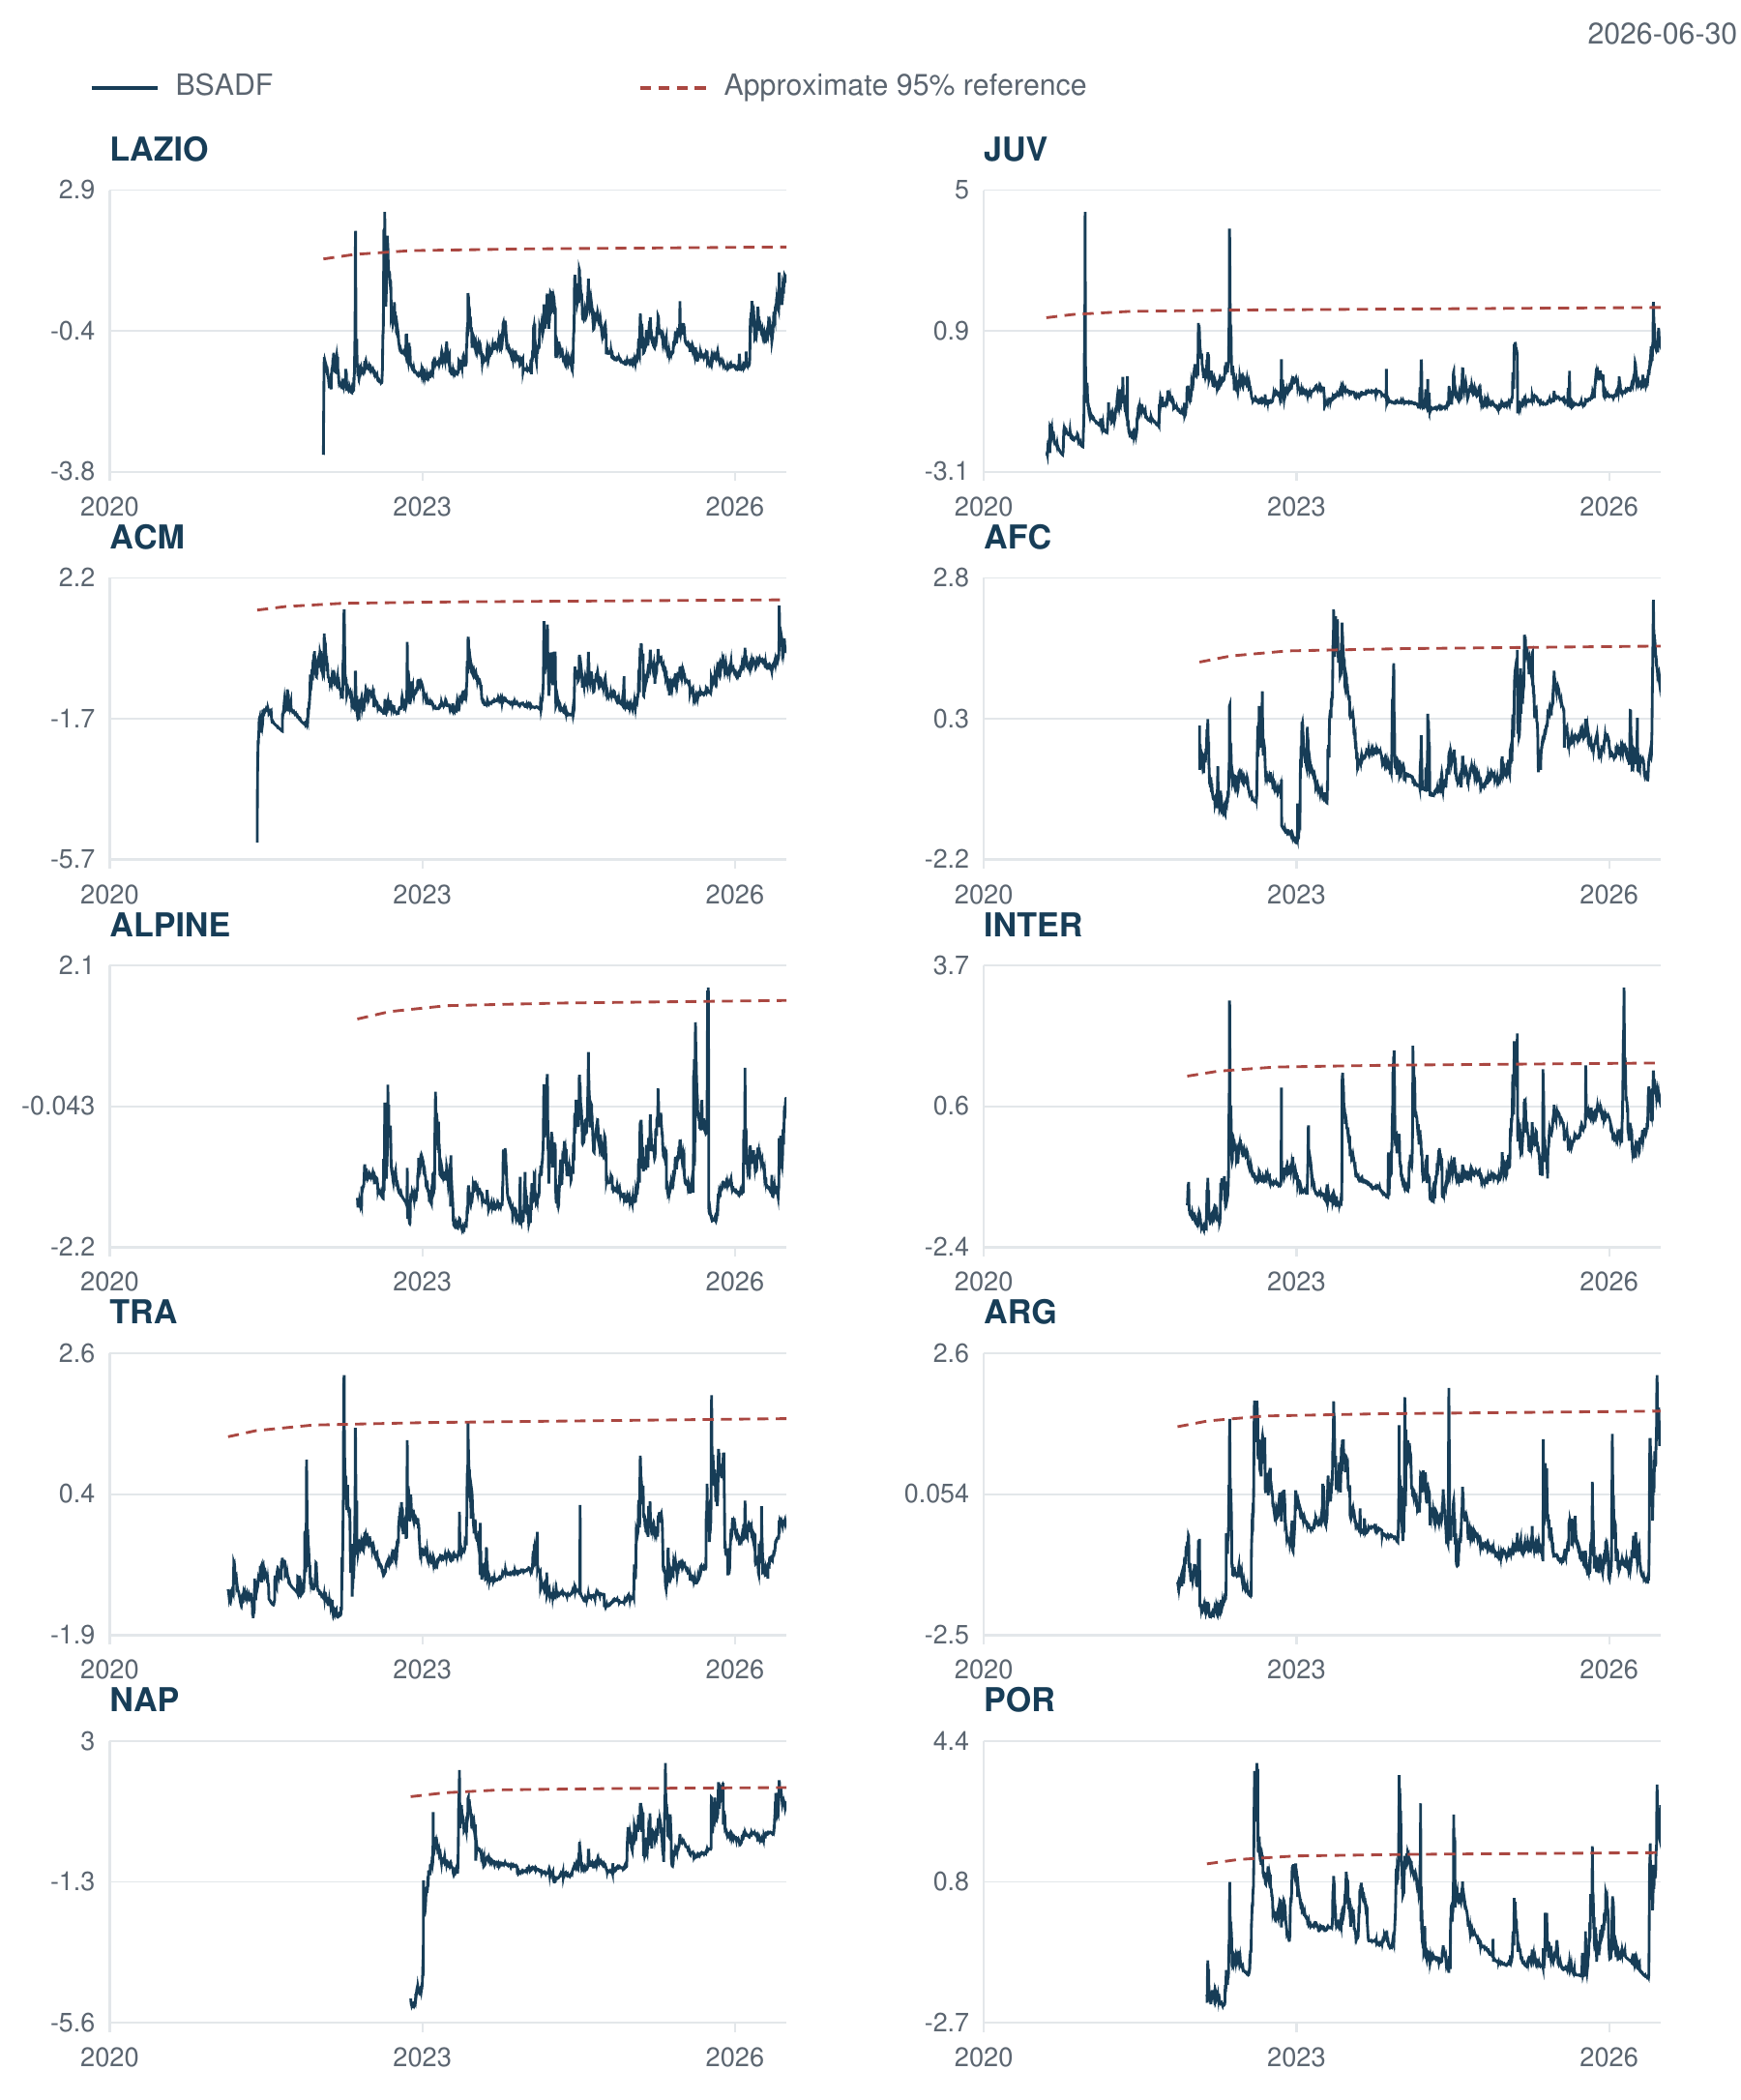 2026-06-30
BSADF Approximate 95% reference
LAZIO JUV
2.9 5
-0.4 0.9
-3.8 -3.1
2020 2023 2026 2020 2023 2026
ACM AFC
2.2 2.8
-1.7 0.3
-5.7 -2.2
2020 2023 2026 2020 2023 2026
ALPINE INTER
2.1 3.7
-0.043 0.6
-2.2 -2.4
2020 2023 2026 2020 2023 2026
TRA ARG
2.6 2.6
0.4 0.054
-1.9 -2.5
2020 2023 2026 2020 2023 2026
NAP POR
3 4.4
-1.3 0.8
-5.6 -2.7
2020 2023 2026 2020 2023 2026